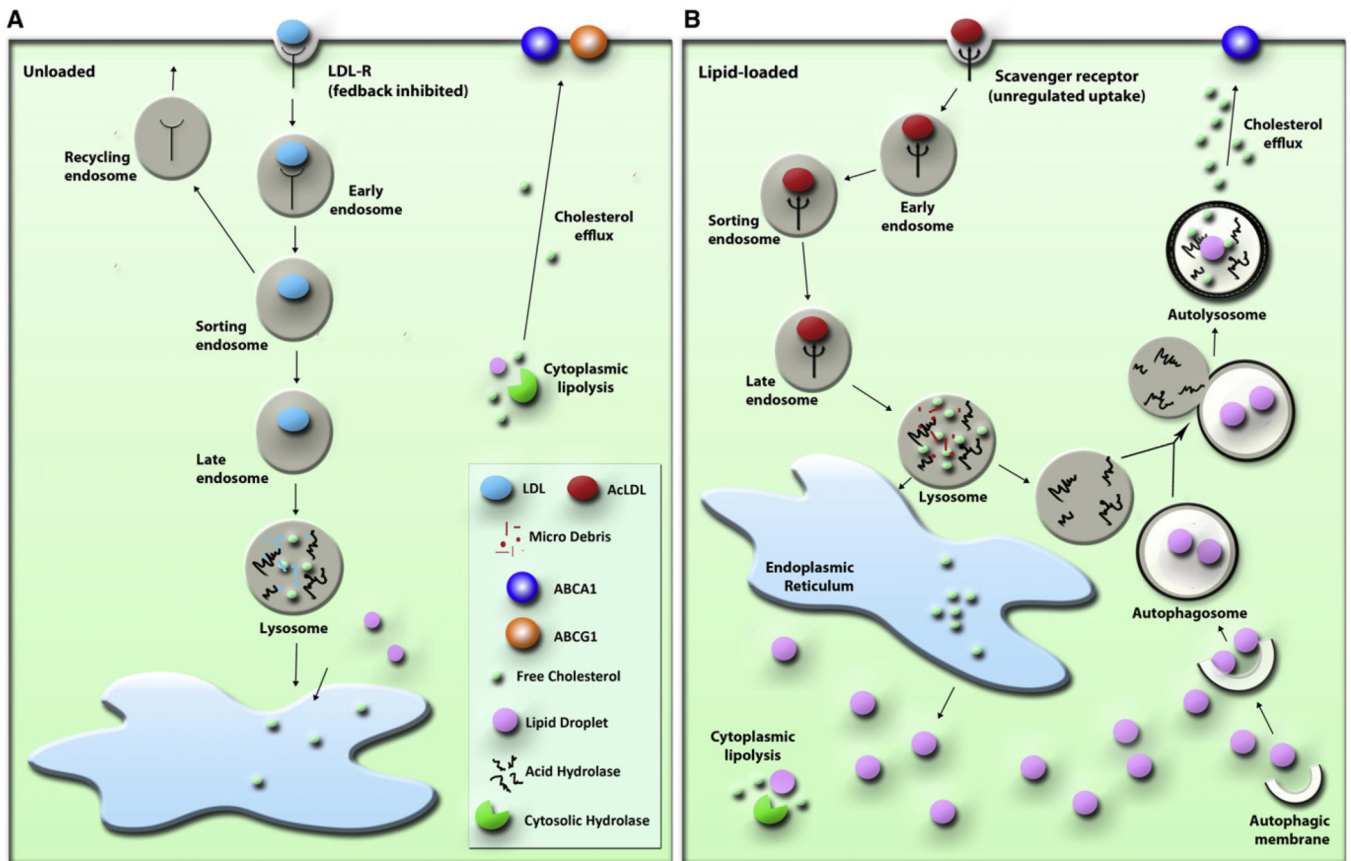 A
Unloaded
LDL-R
(fedback inhibited)
Recycling
endosome
Early
endosome
Cholesterol
efflux
Sorting
endosome
Cytoplasmic
lipolysis
Late
endosome
Lysosome
LDL
AcLDL
Micro Debris
ABCA1
ABCG1
Free Cholesterol
Lipid Droplet
Acid Hydrolase
Cytosolic Hydrolase
B
Lipid-loaded
Scavenger receptor
(unregulated uptake)
Cholesterol
efflux
Early
endosome
Sorting
endosome
Autolysosome
Late
endosome
Lysosome
Endoplasmic
Reticulum
Autophagosome
Cytoplasmic
lipolysis
Autophagic
membrane